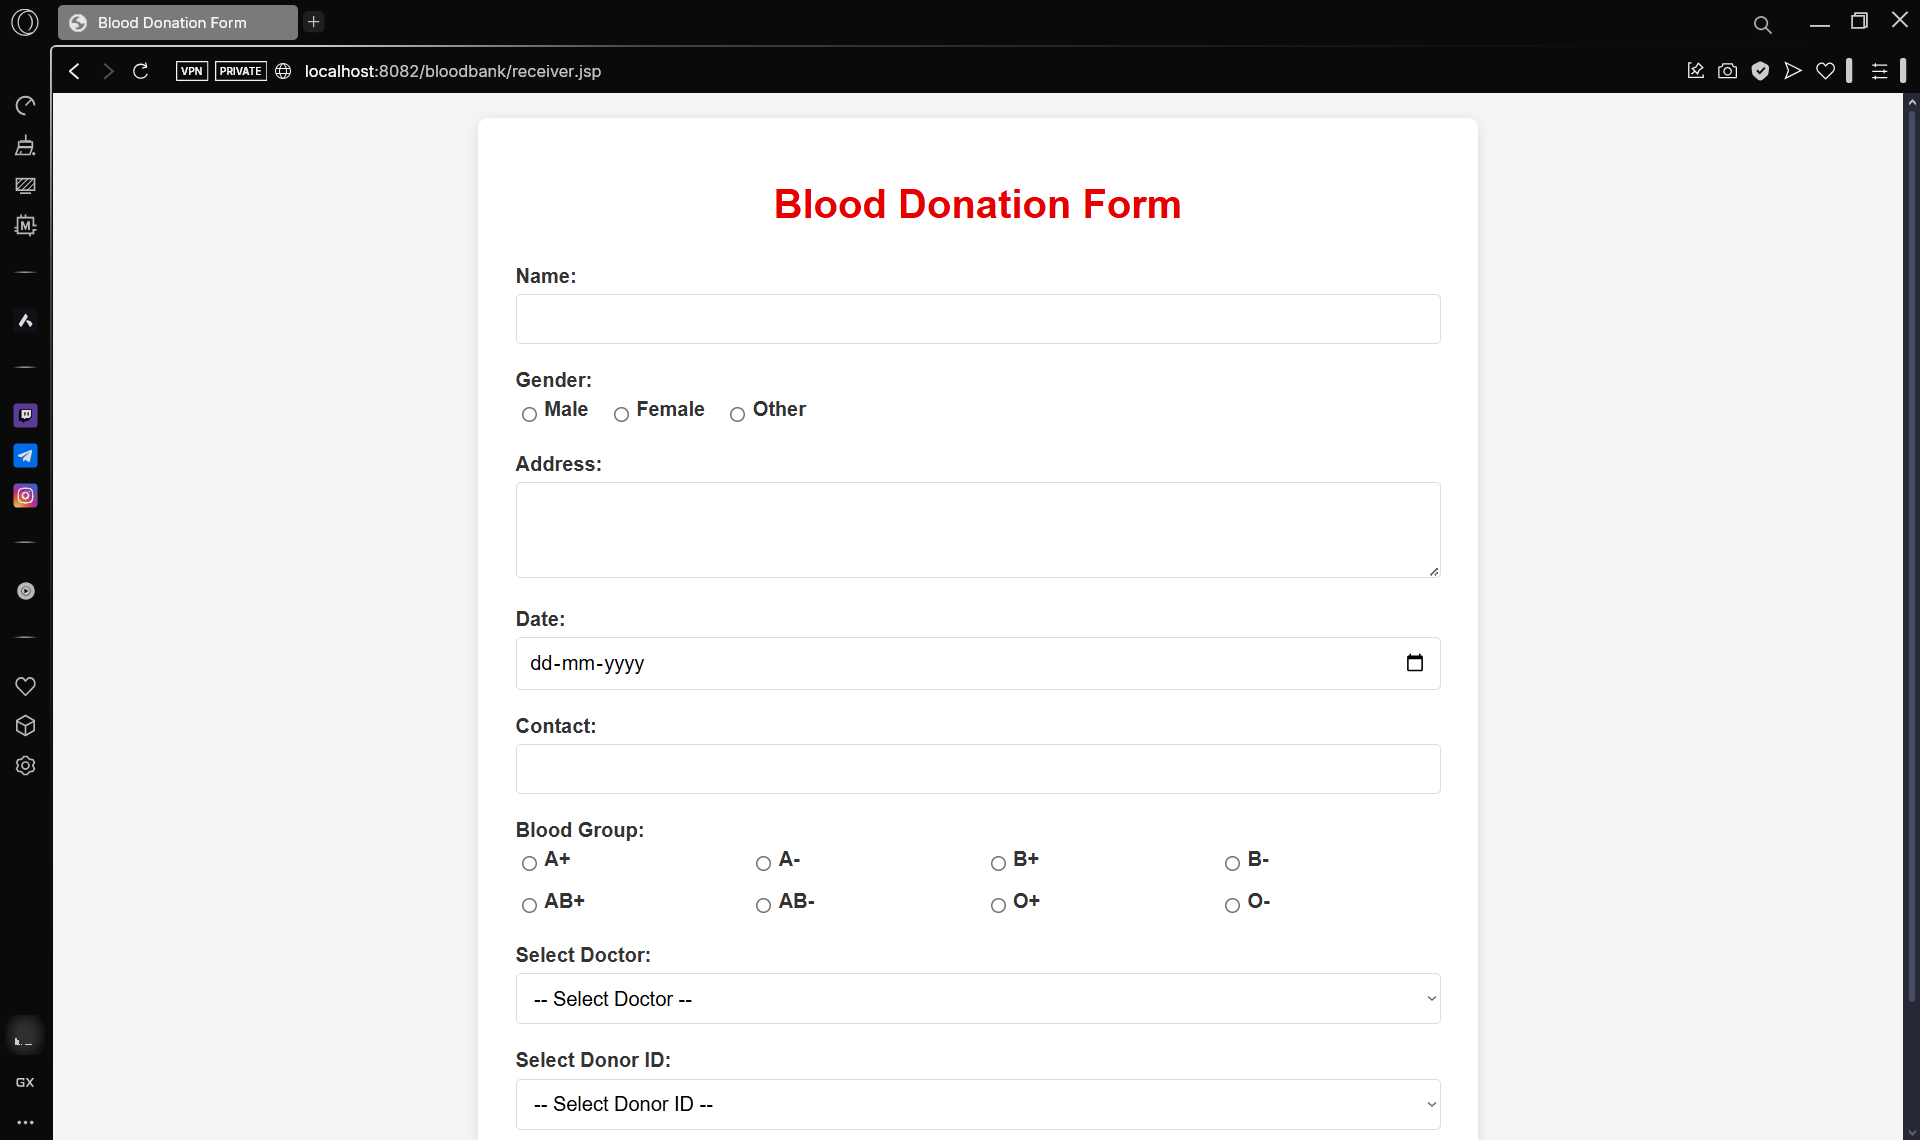 Blood Donation Form
VPN PRIVATE localhost:8082/bloodbank/receiver.jsp
M
Blood Donation Form
Name:
Gender:
Male Female Other
Address:
Date:
dd-mm-yyyy
Contact:
Blood Group:
A+ A- B+ B-
AB+ AB- O+ O-
Select Doctor:
-- Select Doctor --
Select Donor ID:
-- Select Donor ID --
GX